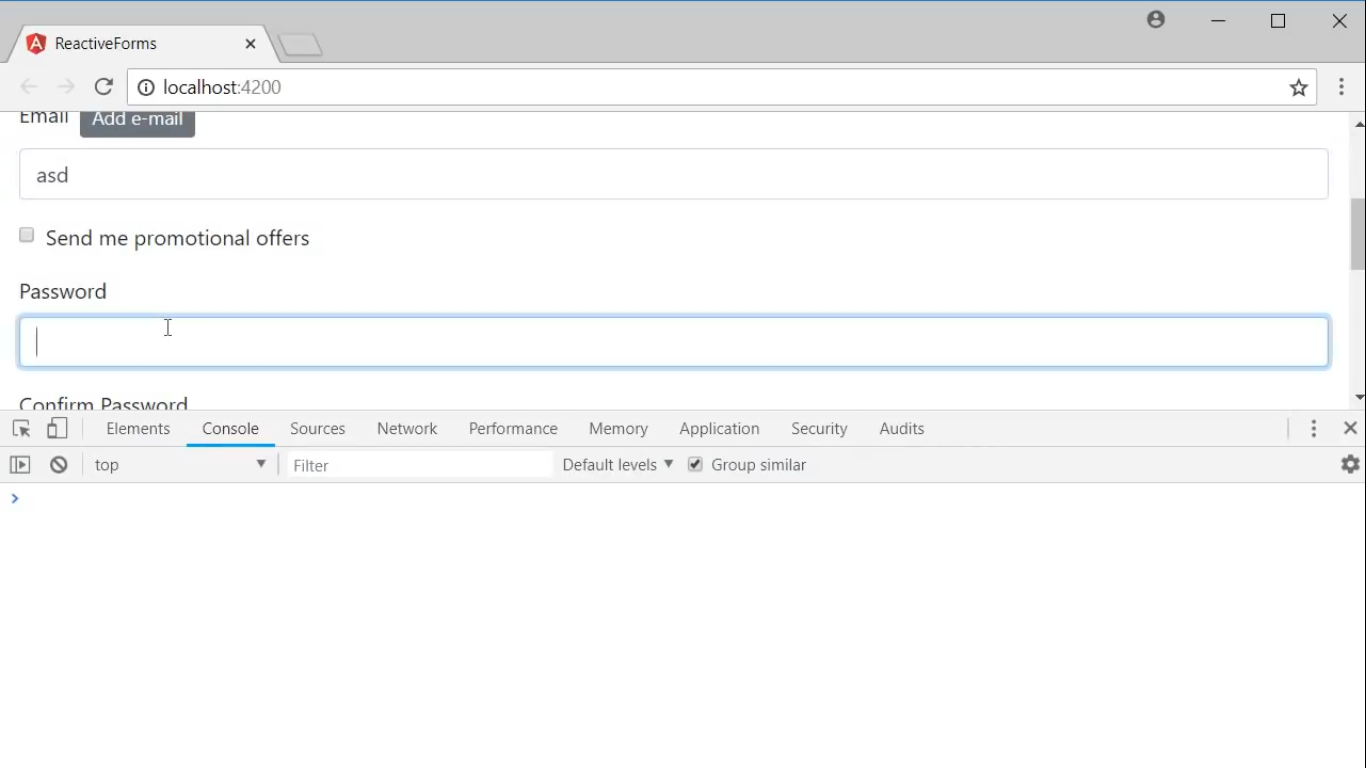 ReactiveForms
localhost:4200
Email Add e-mail
asd
Send me promotional offers
Password
Confirm Password
Elements Console Sources Network Performance Memory Application Security Audits
top Filter Default levels Group similar